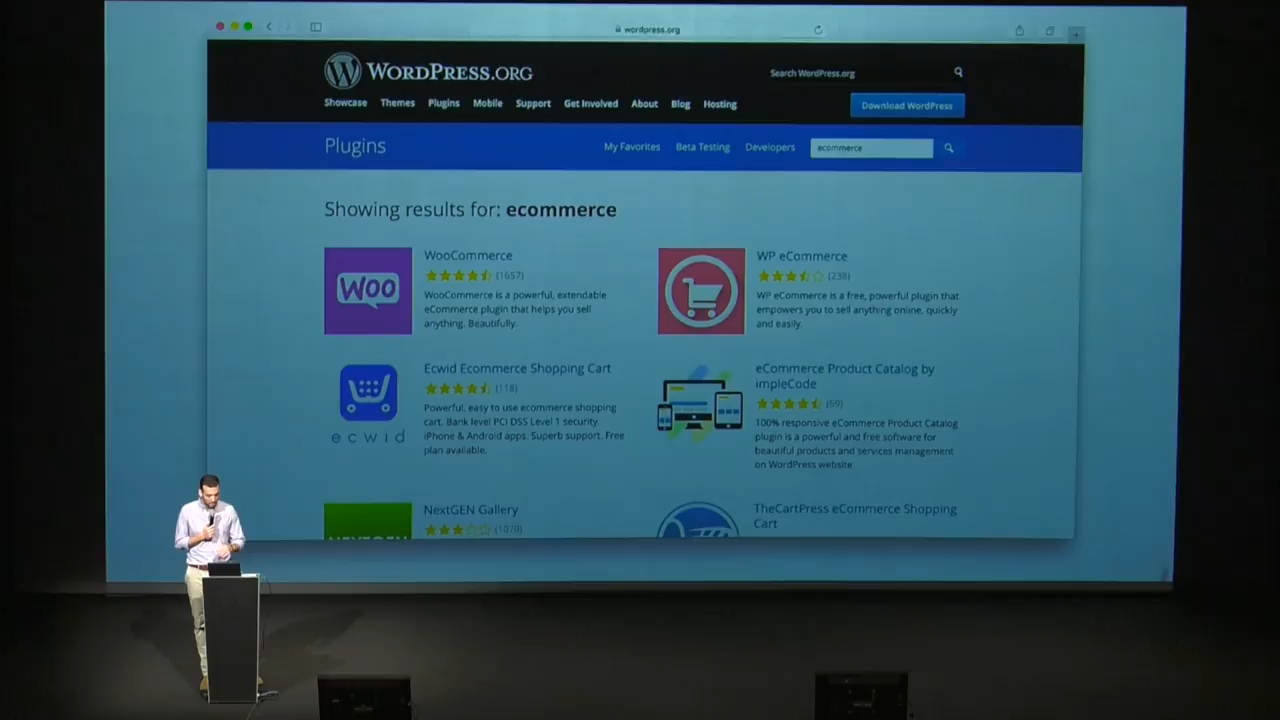 wordpress.org
WORDPRESS.ORG
Search WordPress.org
Showcase Themes Plugins Mobile Support Get Involved About Blog Hosting
Download WordPress
Plugins
My Favorites Beta Testing Developers
ecommerce
Showing results for: ecommerce
WOO
WooCommerce
(1657)
WooCommerce is a powerful, extendable
eCommerce plugin that helps you sell
anything. Beautifully.
WP eCommerce
(238)
WP eCommerce is a free, powerful plugin that
empowers you to sell anything online, quickly
and easily.
ecwid
Ecwid Ecommerce Shopping Cart
(118)
Powerful, easy to use ecommerce shopping
cart. Bank level PCI DSS Level 1 security.
iPhone & Android apps. Superb support. Free
plan available.
eCommerce Product Catalog by
impleCode
(69)
100% responsive eCommerce Product Catalog
plugin is a powerful and free software for
beautiful products and services management
on WordPress website.
NEXTGEN
NextGEN Gallery
(1070)
TheCartPress eCommerce Shopping
Cart